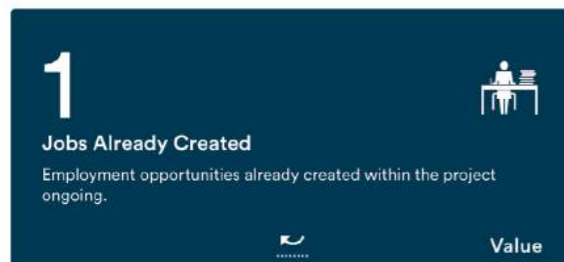 1
Jobs Already Created
Employment opportunities already created within the project
ongoing.
Value